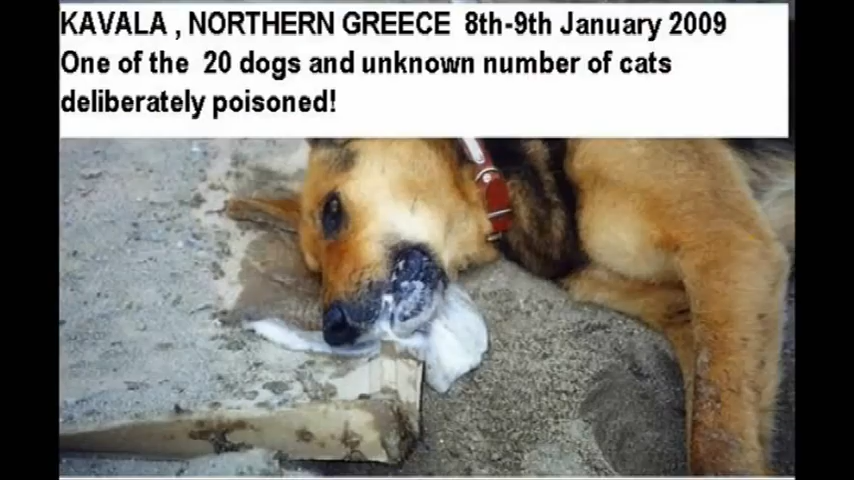 KAVALA , NORTHERN GREECE 8th-9th January 2009
One of the 20 dogs and unknown number of cats
deliberately poisoned!